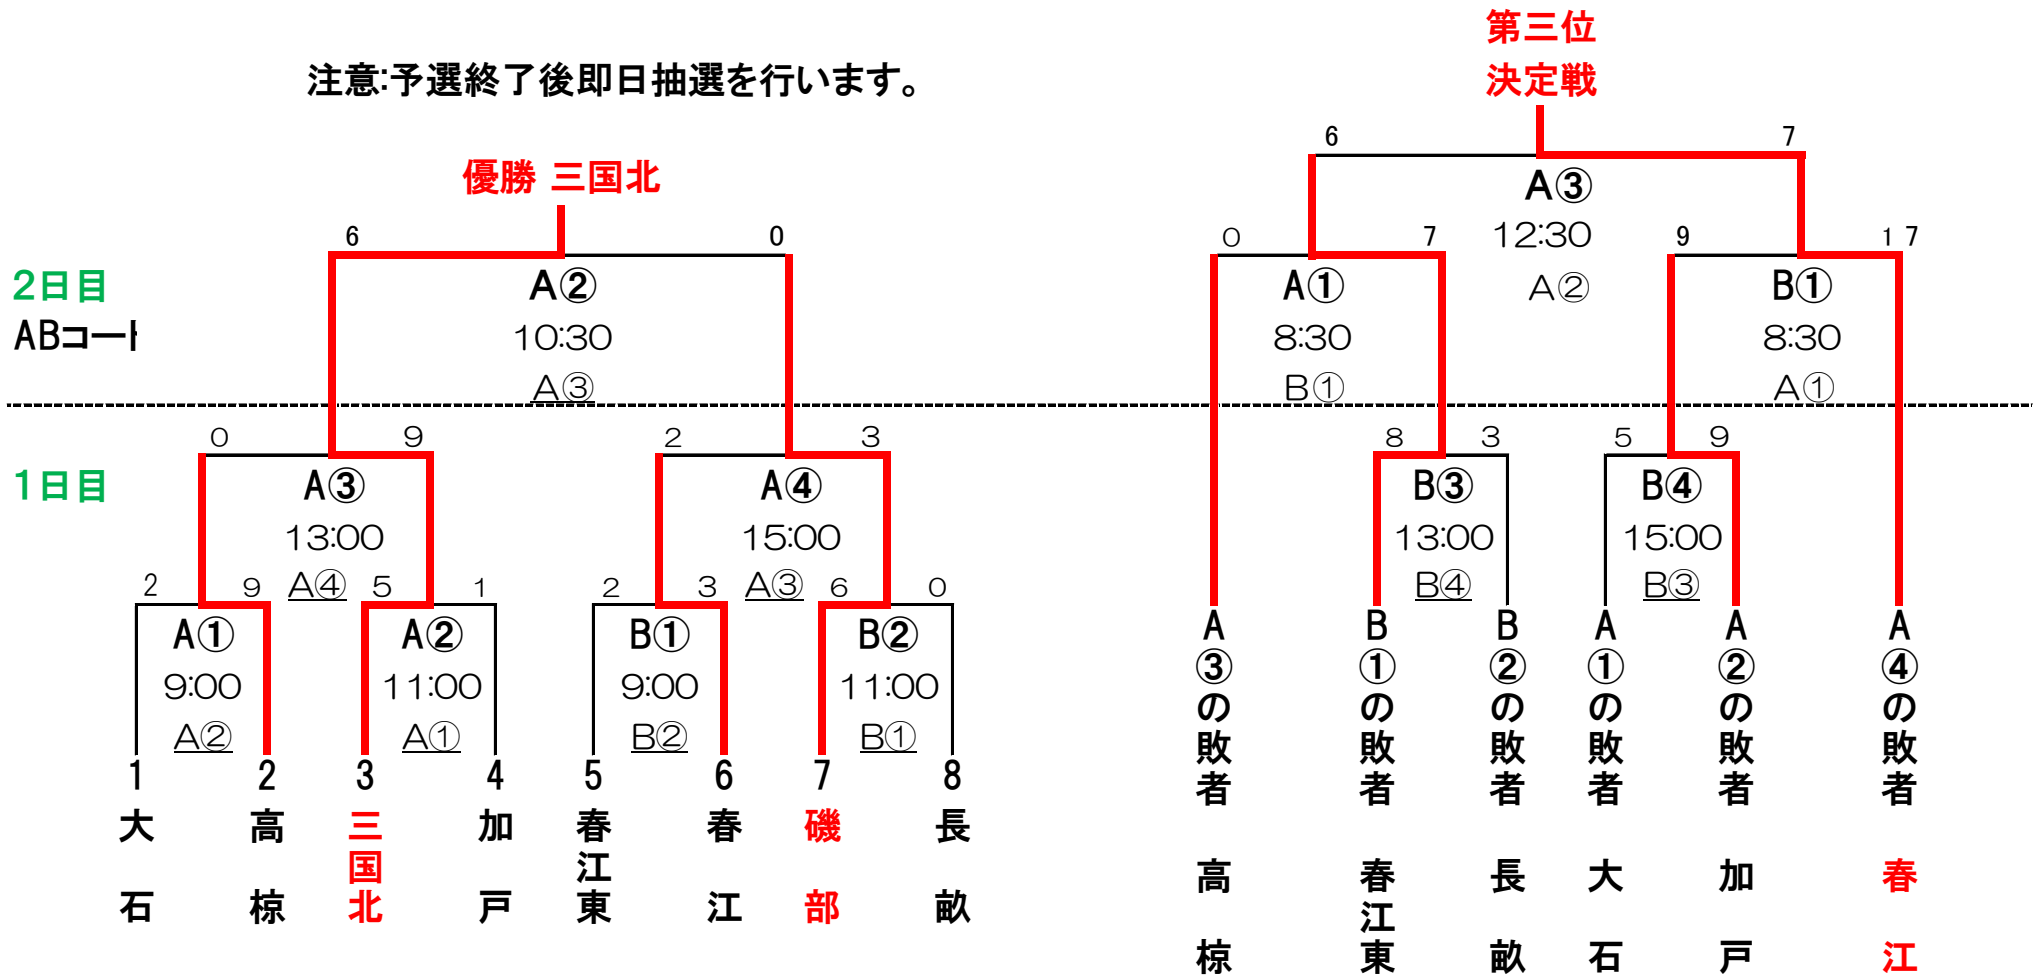 第三位
決定戦
注意:予選終了後即日抽選を行います。
6 7
優勝 三国北
A③
6 0 0 7 12:30 9 17
2日目 A② A① A② B①
ABコート 10:30 8:30 8:30
A③ B① A①
0 9 2 3 8 3 5 9
1日目 A③ A④ B③ B④
13:00 15:00 13:00 15:00
2 9 A④ 5 1 2 3 A③ 6 0 B④ B③
A① A② B① B②
9:00 11:00 9:00 11:00
A② A① B② B①
1 2 3 4 5 6 7 8
大石 高椋 三国北 加戸 春江東 春江 磯部 長畝
A③の敗者 B①の敗者 B②の敗者 A①の敗者 A②の敗者 A④の敗者
高椋 春江東 長畝 大石 加戸 春江